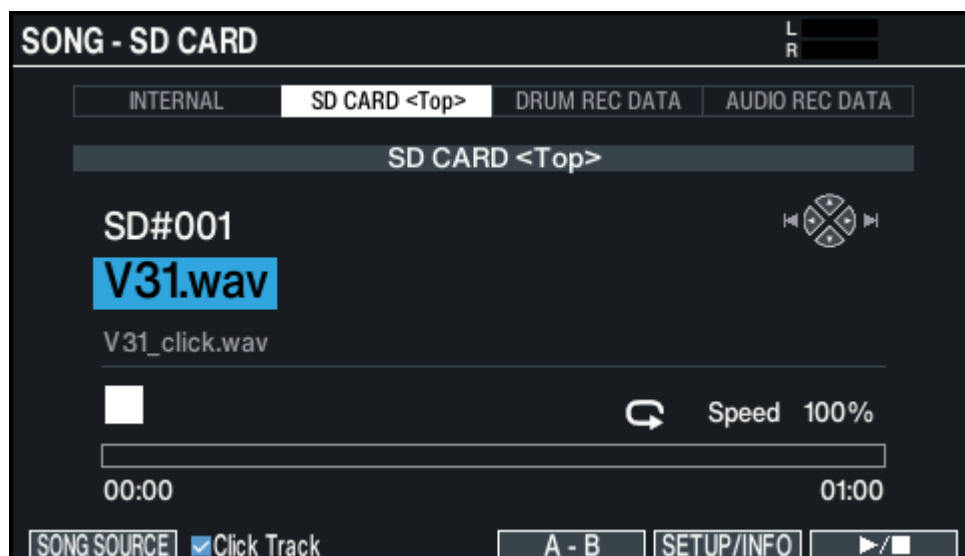 SONG - SD CARD
L
R
INTERNAL SD CARD <Top> DRUM REC DATA AUDIO REC DATA
SD CARD <Top>
SD#001
V31.wav
V31_click.wav
Speed 100%
00:00 01:00
SONG SOURCE Click Track A - B SETUP/INFO ►/■